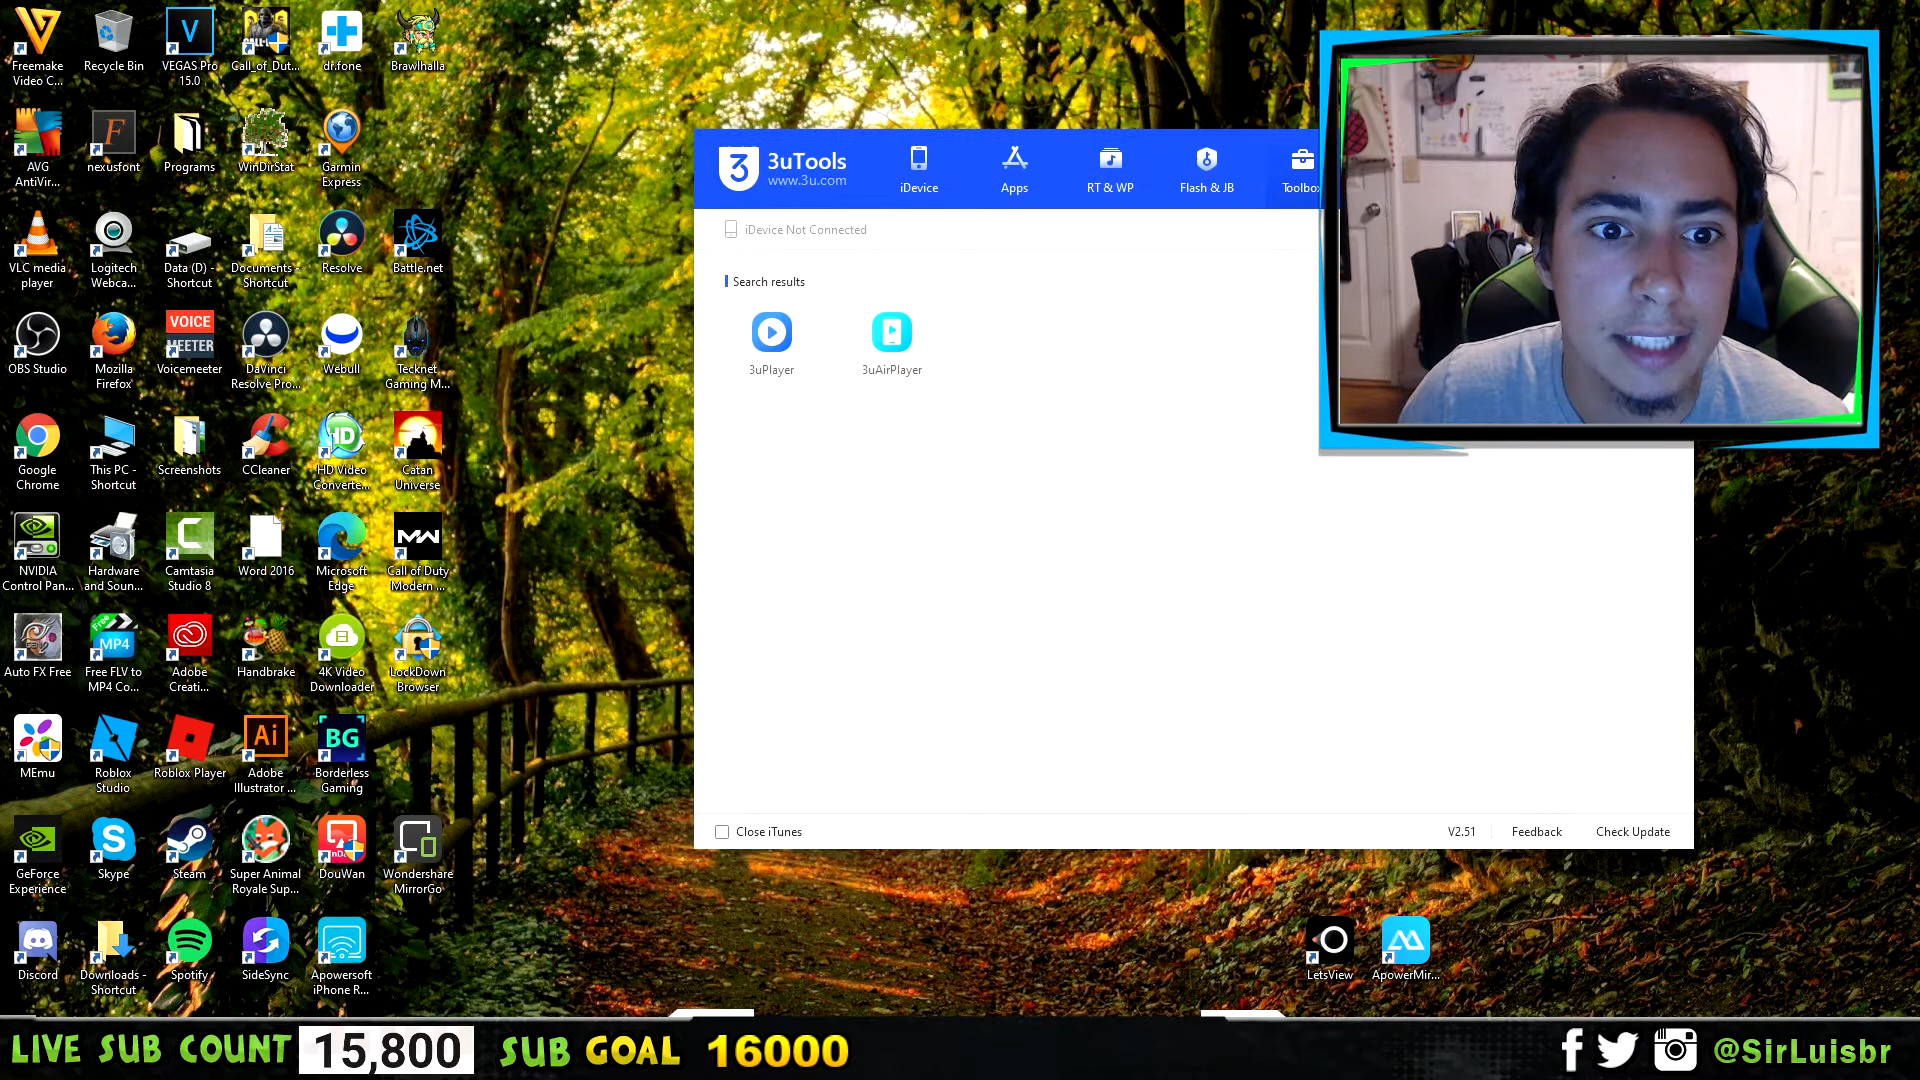 Freemake
Video C...
Recycle Bin
V
VEGAS Pro
15.0
Call_of_Dut...
dr.fone
Brawlhalla
AVG
AntiVir...
F
nexusfont
Programs
WinDirStat
Garmin
Express
VLC media
player
Logitech
Webca...
Data (D) -
Shortcut
Documents -
Shortcut
Resolve
Battle.net
OBS Studio
Mozilla
Firefox
VOICE
MEETER
Voicemeeter
DaVinci
Resolve Pro...
Webull
Tecknet
Gaming M...
Google
Chrome
This PC -
Shortcut
Screenshots
CCleaner
HD
HD Video
Converte...
Catan
Universe
NVIDIA
Control Pan...
Hardware
and Soun...
C
Camtasia
Studio 8
Word 2016
Microsoft
Edge
MW
Call of Duty
Modern ...
Auto FX Free
Free
MP4
Free FLV to
MP4 Co...
Adobe
Creati...
Handbrake
4K Video
Downloader
LockDown
Browser
MEmu
Roblox
Studio
Roblox Player
Ai
Adobe
Illustrator ...
BG
Borderless
Gaming
GeForce
Experience
Skype
Steam
Super Animal
Royale Sup...
DouWan
Wondershare
MirrorGo
Discord
Downloads -
Shortcut
Spotify
SideSync
Apowersoft
iPhone R...
3
3uTools
www.3u.com
iDevice
Apps
RT & WP
Flash & JB
Toolbox
iDevice Not Connected
Search results
3uPlayer
3uAirPlayer
Close iTunes
V2.51
Feedback
Check Update
LetsView
ApowerMir...
LIVE SUB COUNT 15,800 SUB GOAL 16000
@SirLuisbr